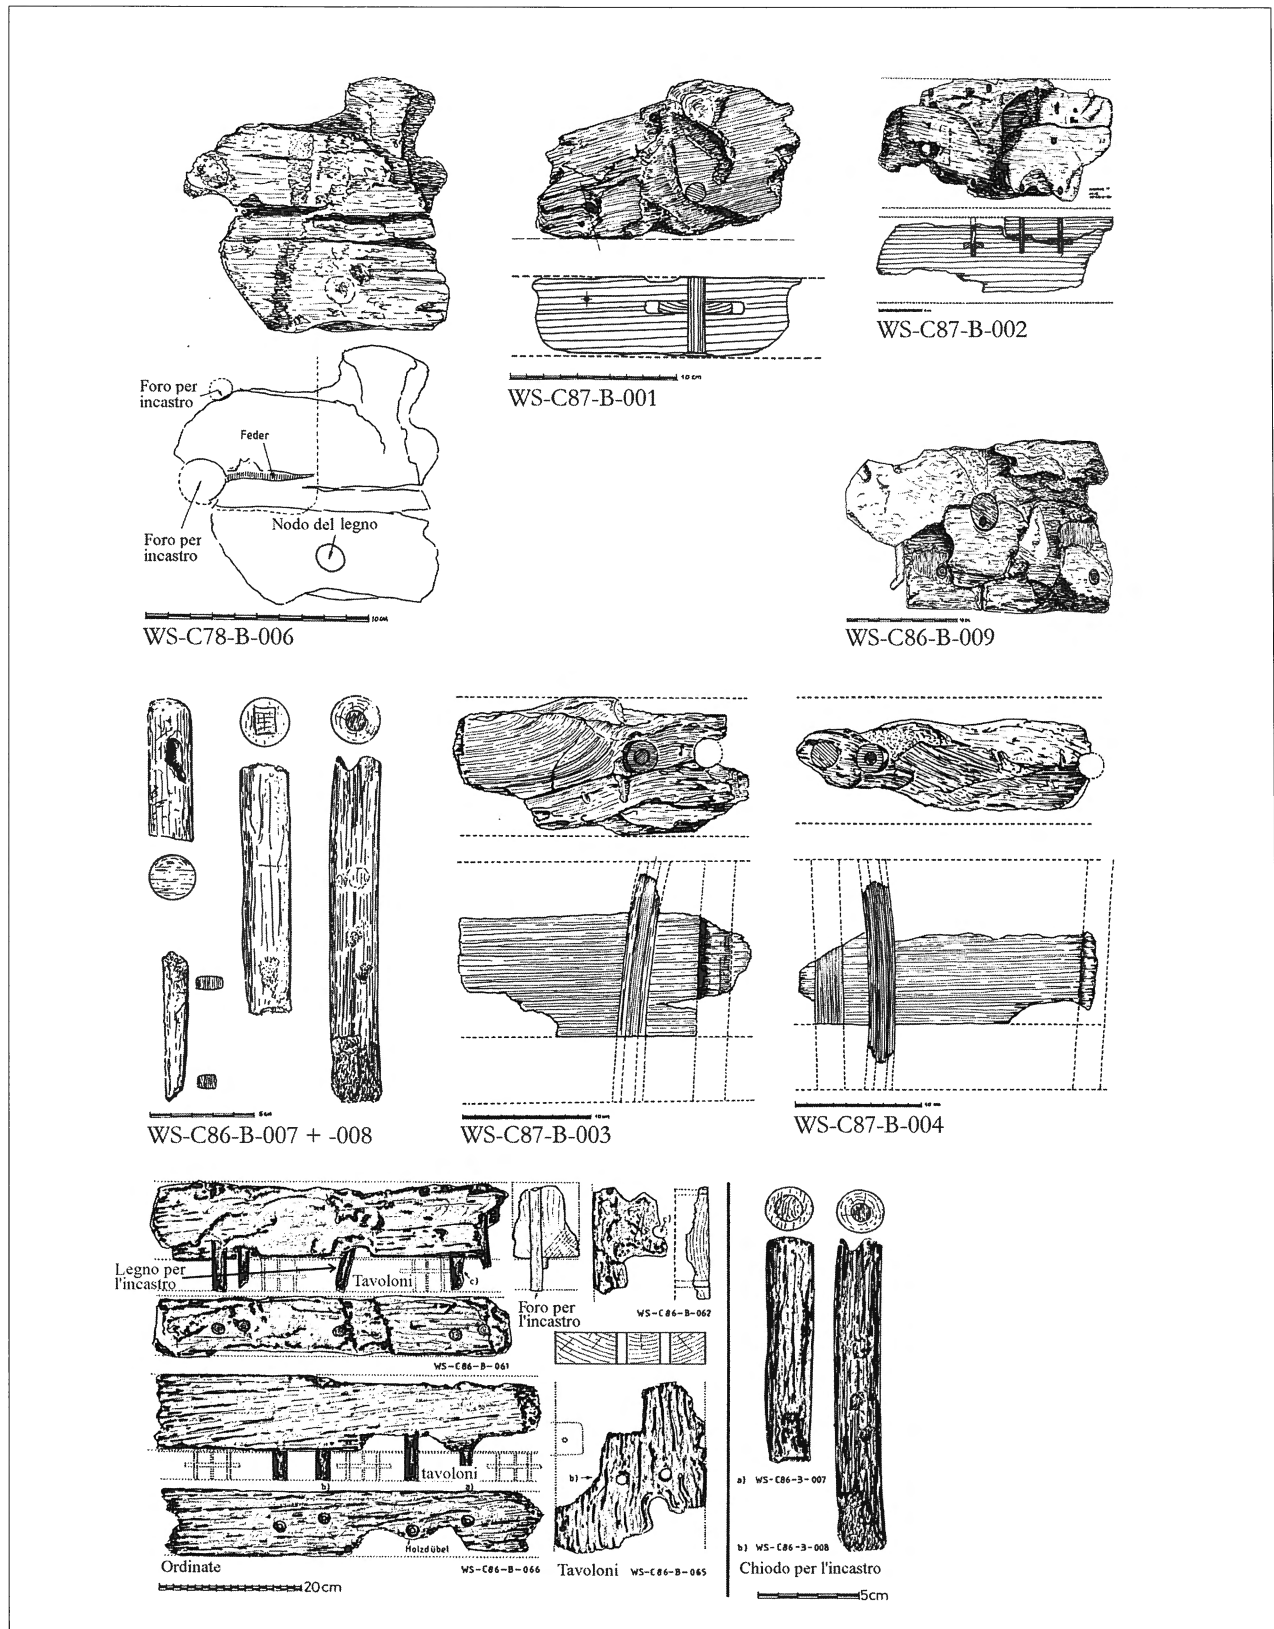 10 cm
WS-C87-B-001
WS-C87-B-002
Foro per
incastro
Feder
Nodo del legno
Foro per
incastro
10 cm
WS-C78-B-006
WS-C86-B-009
5 cm
WS-C86-B-007 + -008
10 cm
WS-C87-B-003
10 cm
WS-C87-B-004
Legno per
l'incastro
Tavoloni
c)
Foro per
l'incastro
WS-C86-B-062
WS-C86-B-061
tavoloni
b)
a)
b)
Holzdübel
Ordinate
WS-C86-B-066
20cm
Tavoloni
WS-C86-B-065
a) WS-C86-3-007
b) WS-C86-3-008
Chiodo per l'incastro
5cm